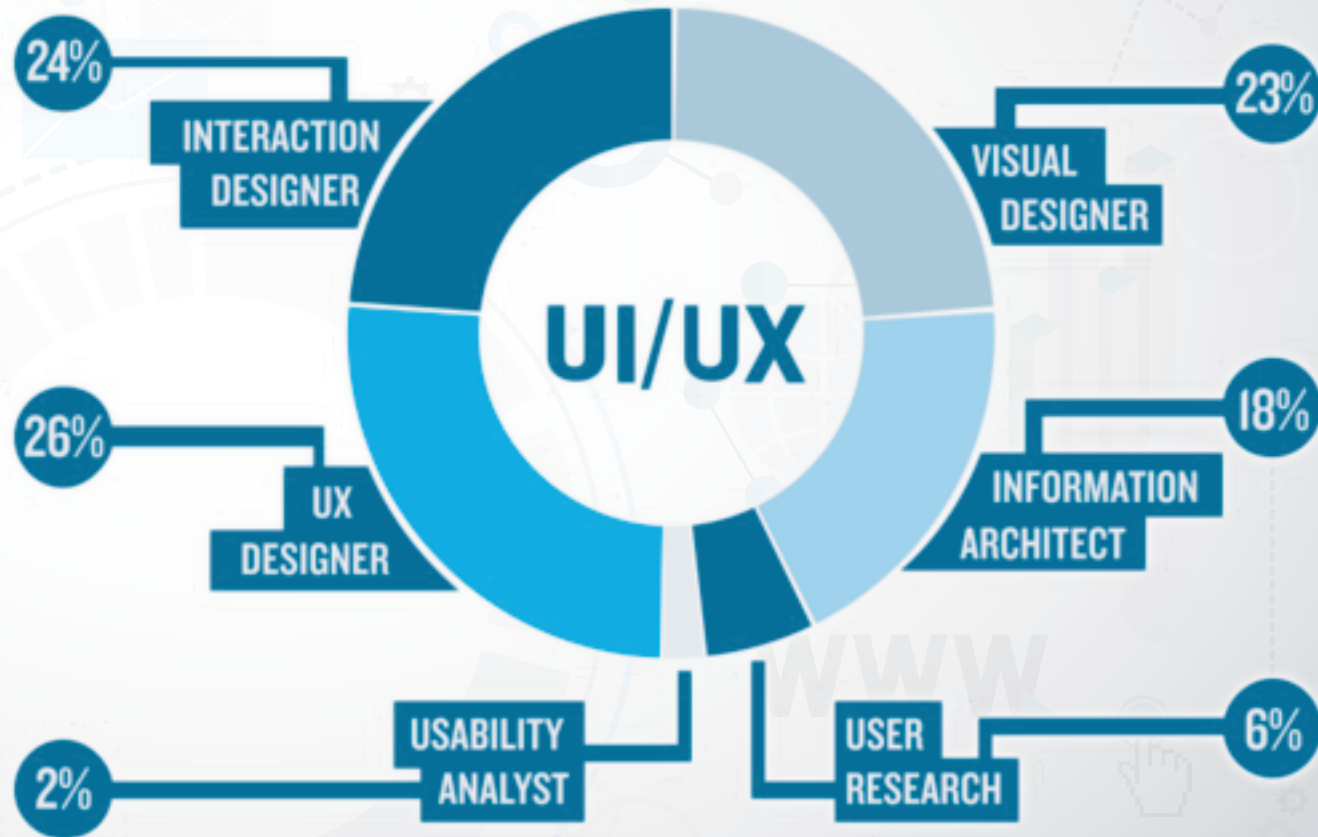 24%
INTERACTION
DESIGNER
23%
VISUAL
DESIGNER
UI/UX
26%
UX
DESIGNER
18%
INFORMATION
ARCHITECT
WWW
2%
USABILITY
ANALYST
USER
RESEARCH
6%